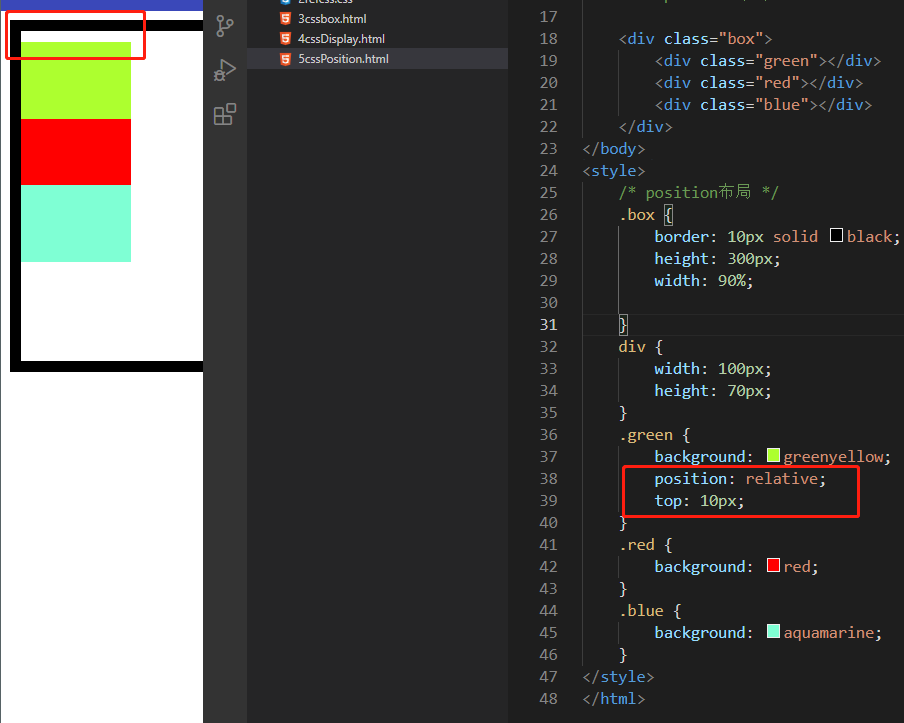 3cssbox.html
4cssDisplay.html
5cssPosition.html
17
18 <div class="box">
19 <div class="green"></div>
20 <div class="red"></div>
21 <div class="blue"></div>
22 </div>
23 </body>
24 <style>
25 /* position布局 */
26 .box {
27 border: 10px solid black;
28 height: 300px;
29 width: 90%;
30
31 }
32 div {
33 width: 100px;
34 height: 70px;
35 }
36 .green {
37 background: greenyellow;
38 position: relative;
39 top: 10px;
40 }
41 .red {
42 background: red;
43 }
44 .blue {
45 background: aquamarine;
46 }
47 </style>
48 </html>